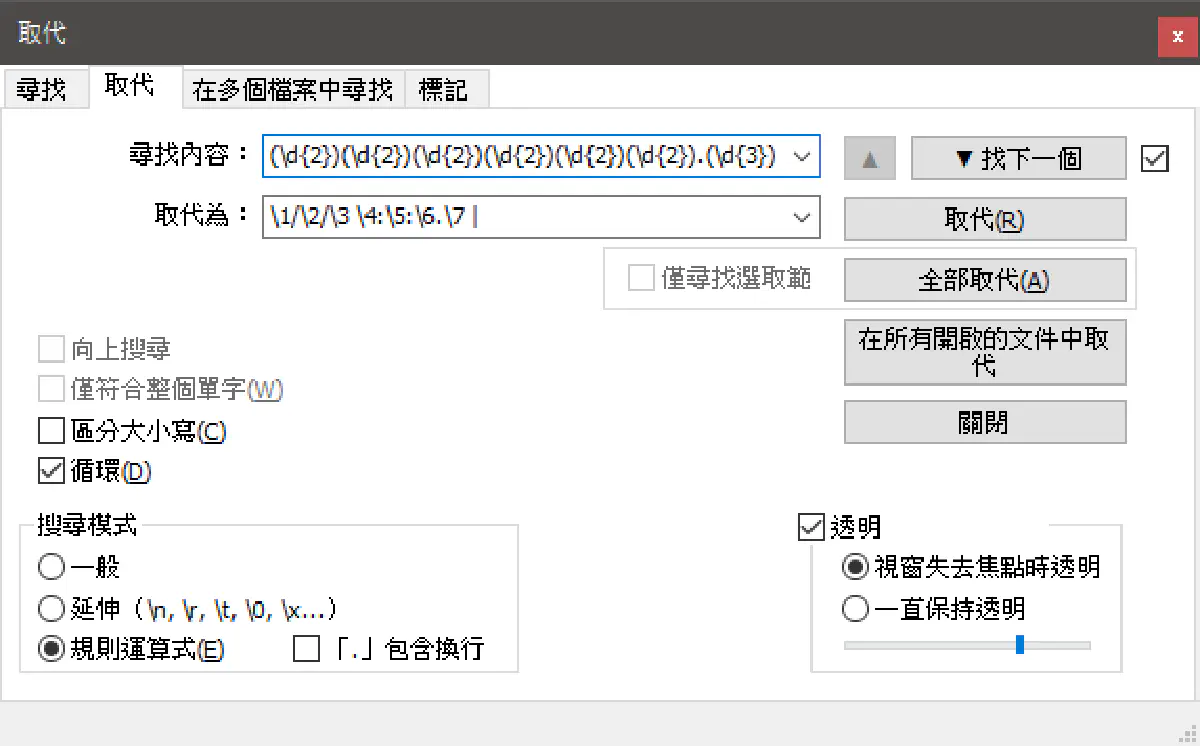 取代
x
尋找 取代 在多個檔案中尋找 標記
尋找內容： (\d{2})(\d{2})(\d{2})(\d{2})(\d{2})(\d{2}).(\d{3}) ▲ ▼ 找下一個
取代為： \1/\2/\3 \4:\5:\6.\7 | 取代(R)
僅尋找選取範 全部取代(A)
在所有開啟的文件中取
代
向上搜尋
僅符合整個單字(W)
關閉
區分大小寫(C)
循環(D)
搜尋模式
一般
延伸（\n, \r, \t, \0, \x...）
規則運算式(E) 「.」包含換行
透明
視窗失去焦點時透明
一直保持透明